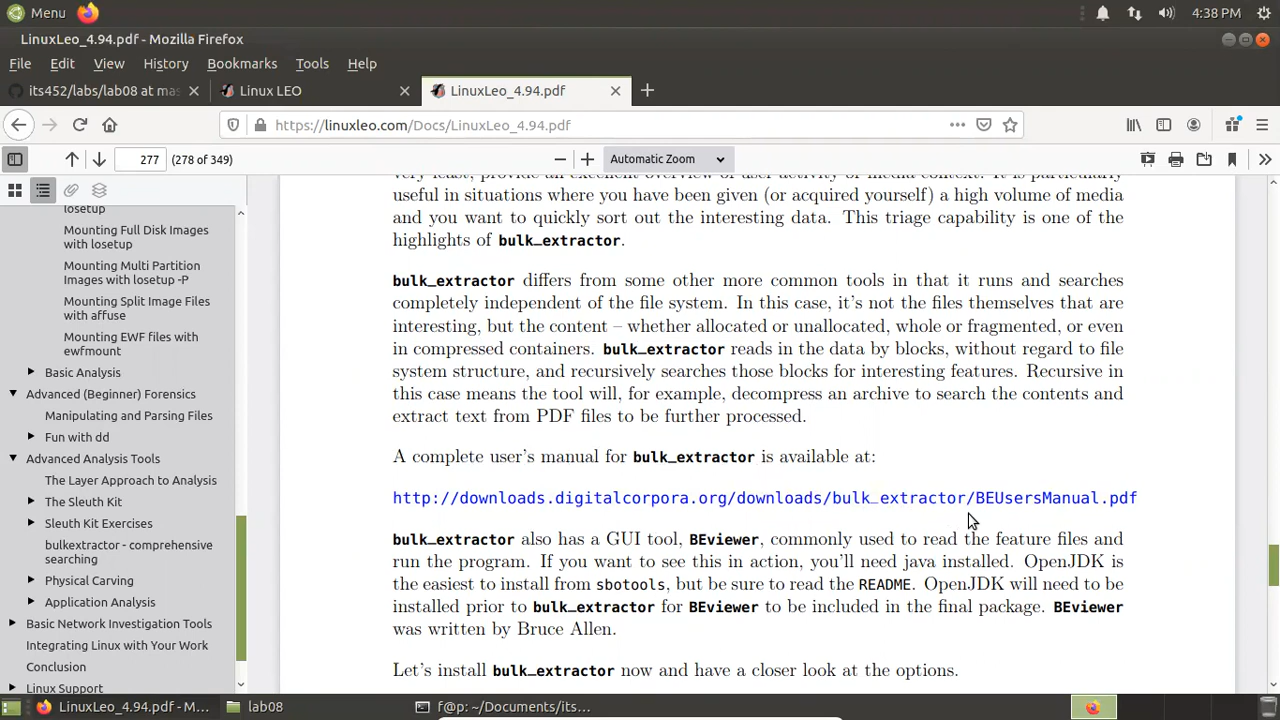 Menu
4:38 PM
LinuxLeo_4.94.pdf - Mozilla Firefox
File Edit View History Bookmarks Tools Help
its452/labs/lab08 at mas
Linux LEO
LinuxLeo_4.94.pdf
https://linuxleo.com/Docs/LinuxLeo_4.94.pdf
277 (278 of 349)
Automatic Zoom
losetup
Mounting Full Disk Images
with losetup
Mounting Multi Partition
Images with losetup -P
Mounting Split Image Files
with affuse
Mounting EWF files with
ewfmount
Basic Analysis
Advanced (Beginner) Forensics
Manipulating and Parsing Files
Fun with dd
Advanced Analysis Tools
The Layer Approach to Analysis
The Sleuth Kit
Sleuth Kit Exercises
bulkextractor - comprehensive
searching
Physical Carving
Application Analysis
Basic Network Investigation Tools
Integrating Linux with Your Work
Conclusion
Linux Support
very least, provide an excellent overview of user activity or media context. It is particularly
useful in situations where you have been given (or acquired yourself) a high volume of media
and you want to quickly sort out the interesting data. This triage capability is one of the
highlights of bulk_extractor.
bulk_extractor differs from some other more common tools in that it runs and searches
completely independent of the file system. In this case, it's not the files themselves that are
interesting, but the content – whether allocated or unallocated, whole or fragmented, or even
in compressed containers. bulk_extractor reads in the data by blocks, without regard to file
system structure, and recursively searches those blocks for interesting features. Recursive in
this case means the tool will, for example, decompress an archive to search the contents and
extract text from PDF files to be further processed.
A complete user's manual for bulk_extractor is available at:
http://downloads.digitalcorpora.org/downloads/bulk_extractor/BEUsersManual.pdf
bulk_extractor also has a GUI tool, BEviewer, commonly used to read the feature files and
run the program. If you want to see this in action, you'll need java installed. OpenJDK is
the easiest to install from sbotools, but be sure to read the README. OpenJDK will need to be
installed prior to bulk_extractor for BEviewer to be included in the final package. BEviewer
was written by Bruce Allen.
Let's install bulk_extractor now and have a closer look at the options.
LinuxLeo_4.94.pdf - M...
lab08
f@p: ~/Documents/its...